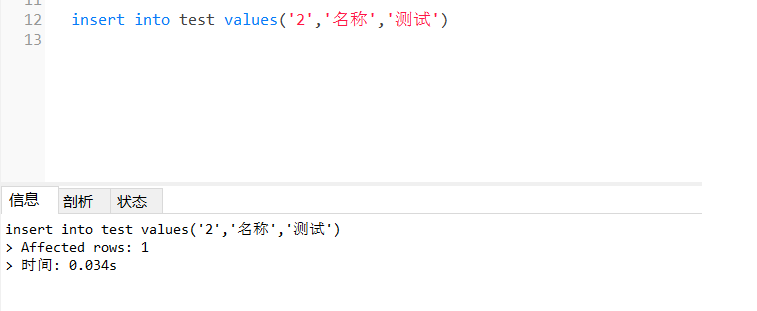 11
12 insert into test values('2','名称','测试')
13
信息 剖析 状态
insert into test values('2','名称','测试')
> Affected rows: 1
> 时间: 0.034s